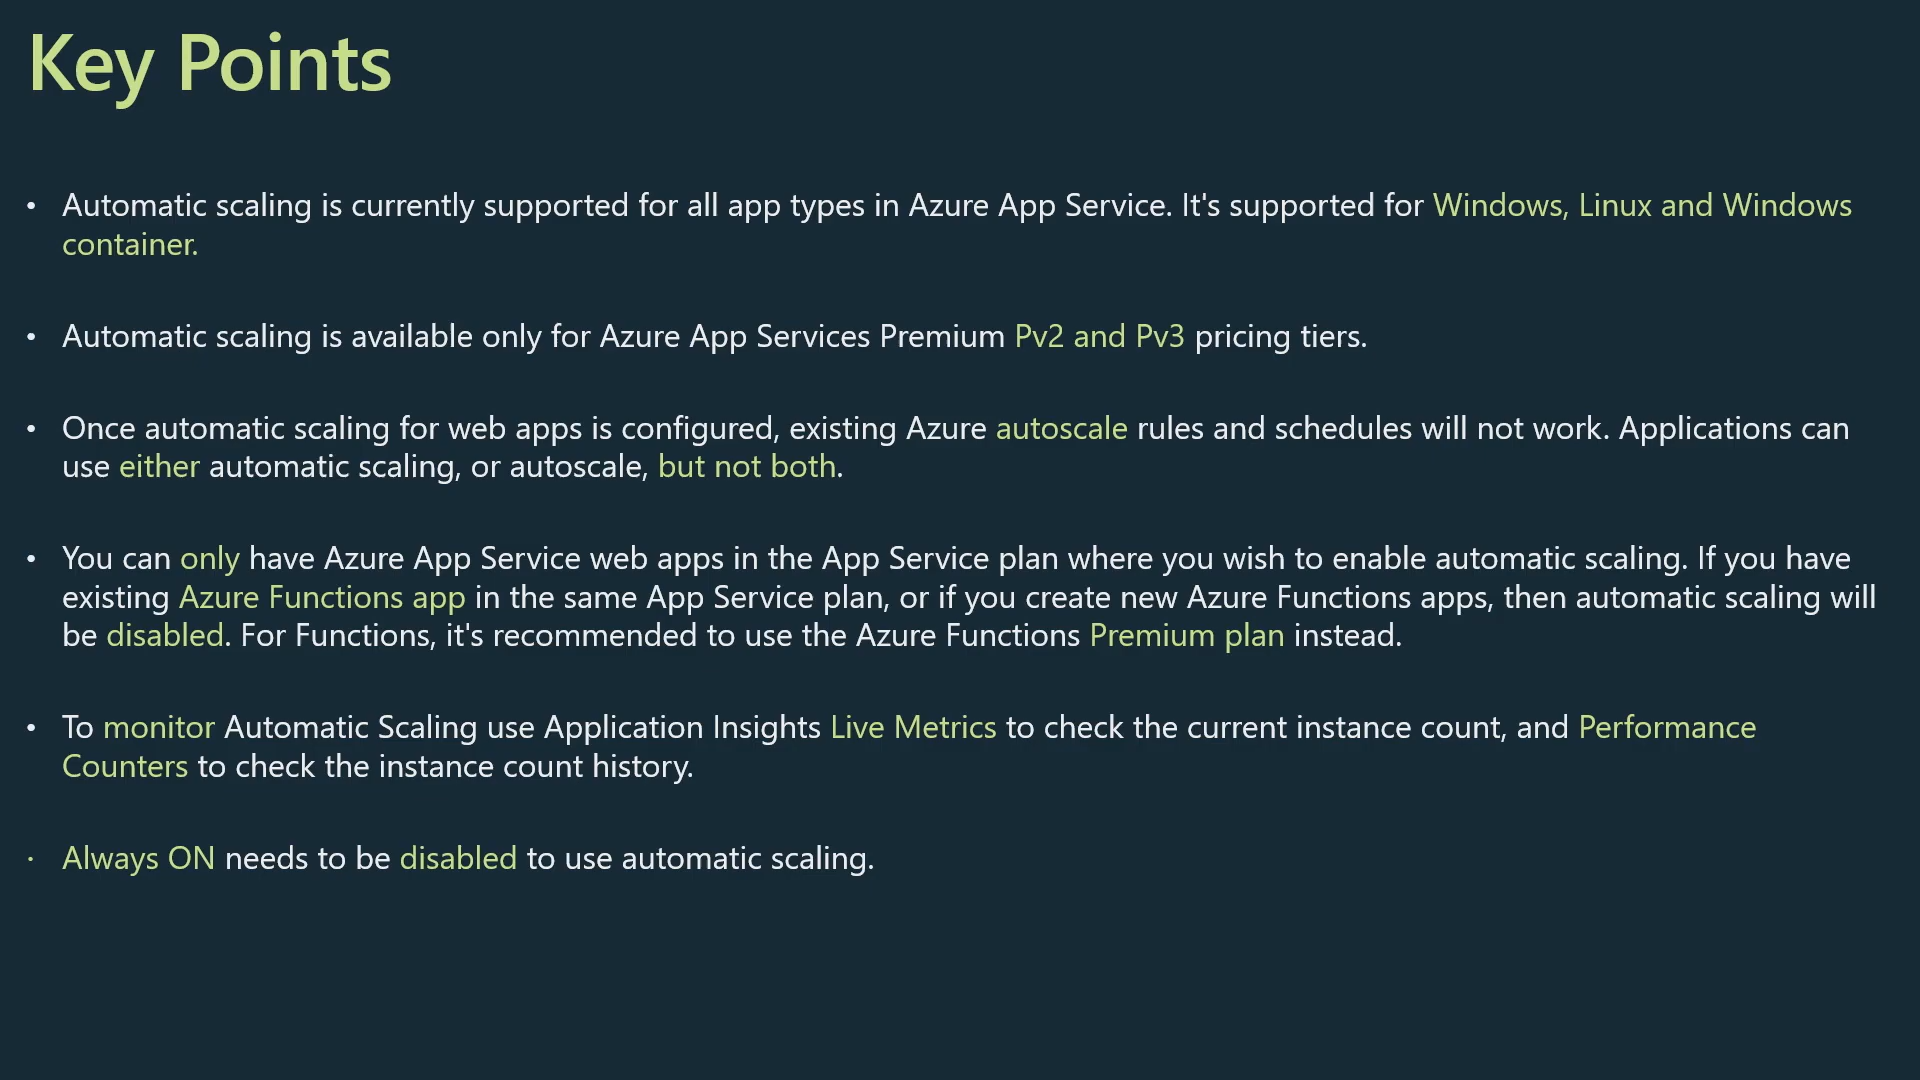 Key Points
• Automatic scaling is currently supported for all app types in Azure App Service. It's supported for Windows, Linux and Windows
container.
• Automatic scaling is available only for Azure App Services Premium Pv2 and Pv3 pricing tiers.
• Once automatic scaling for web apps is configured, existing Azure autoscale rules and schedules will not work. Applications can
use either automatic scaling, or autoscale, but not both.
• You can only have Azure App Service web apps in the App Service plan where you wish to enable automatic scaling. If you have
existing Azure Functions app in the same App Service plan, or if you create new Azure Functions apps, then automatic scaling will
be disabled. For Functions, it's recommended to use the Azure Functions Premium plan instead.
• To monitor Automatic Scaling use Application Insights Live Metrics to check the current instance count, and Performance
Counters to check the instance count history.
• Always ON needs to be disabled to use automatic scaling.